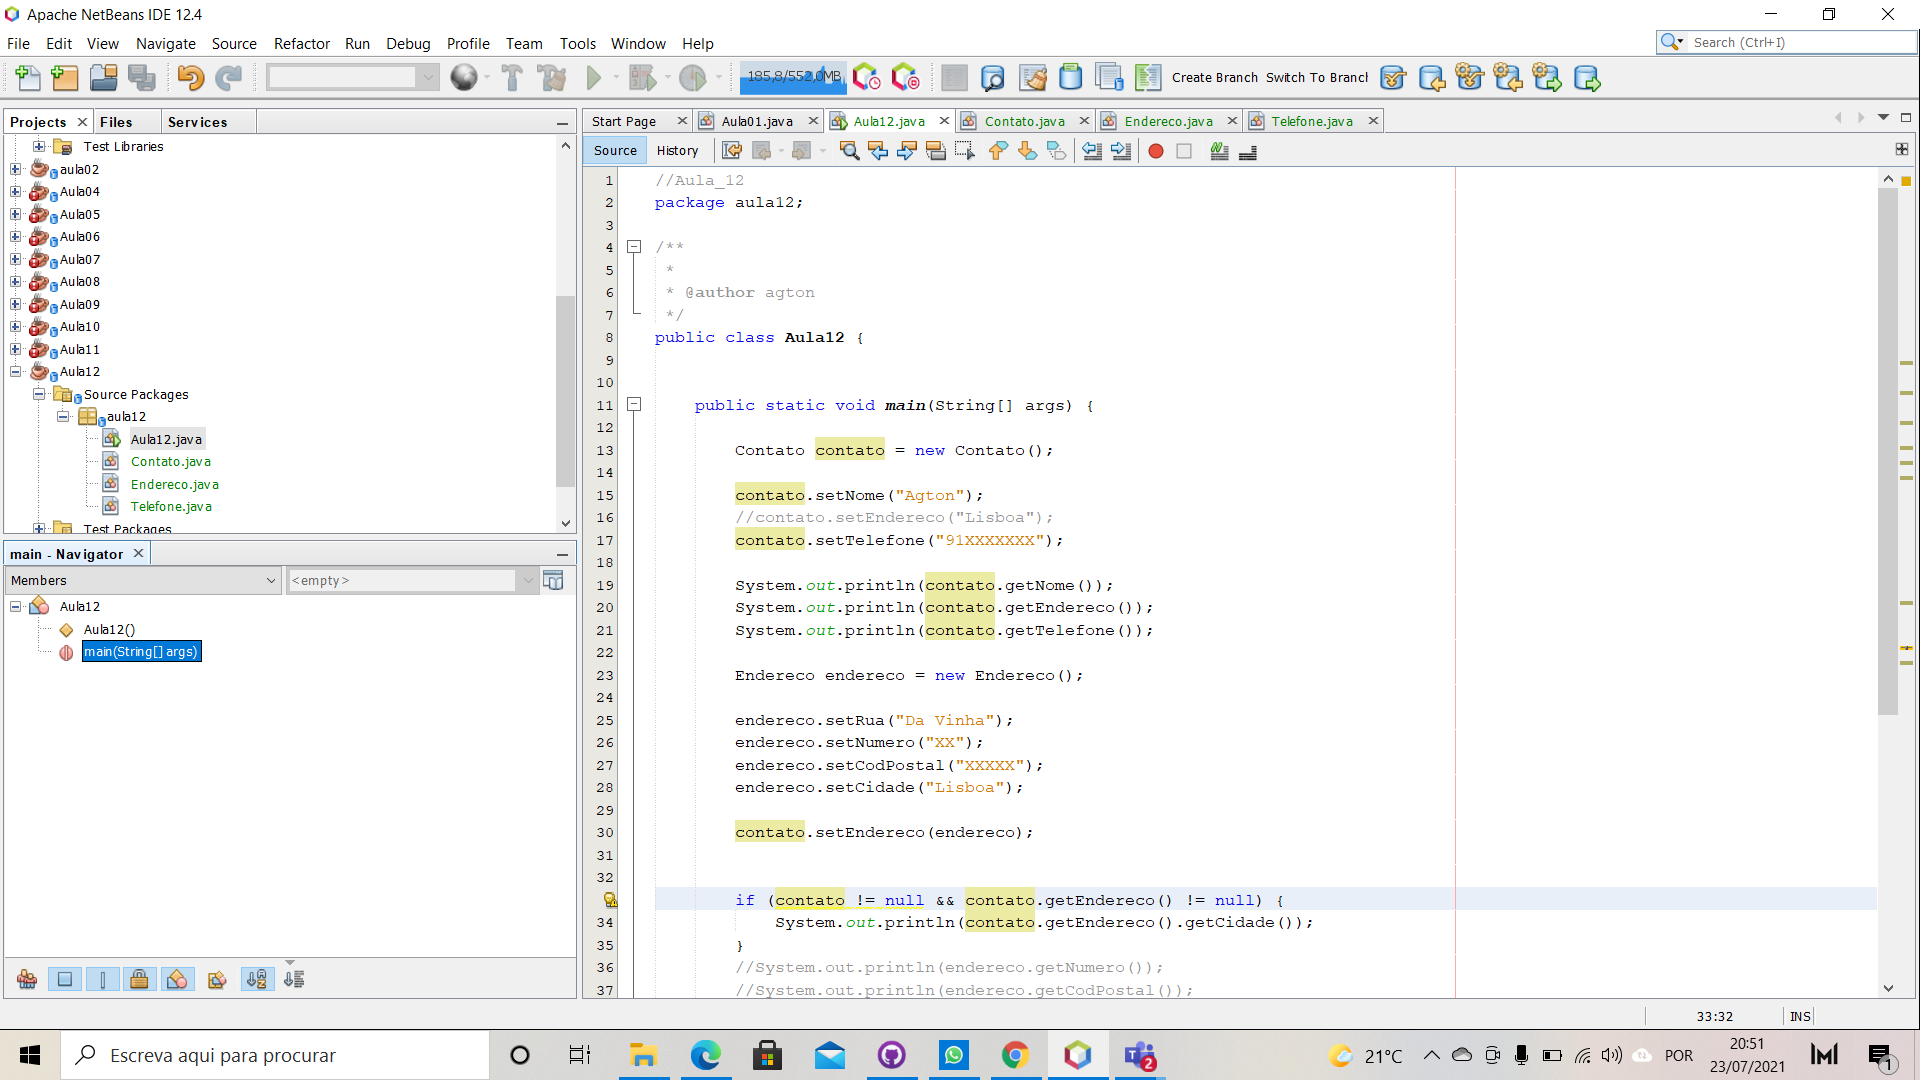 Apache NetBeans IDE 12.4
File Edit View Navigate Source Refactor Run Debug Profile Team Tools Window Help
Search (Ctrl+I)
185,8/552,0MB
Create Branch Switch To Branch
Projects Files Services
Test Libraries
aula02
Aula04
Aula05
Aula06
Aula07
Aula08
Aula09
Aula10
Aula11
Aula12
Source Packages
aula12
Aula12.java
Contato.java
Endereco.java
Telefone.java
Test Packages
main - Navigator
Members
<empty>
Aula12
Aula12()
main(String[] args)
Start Page Aula01.java Aula12.java Contato.java Endereco.java Telefone.java
Source History
1 //Aula_12
2 package aula12;
3
4 /**
5 *
6 * @author agton
7 */
8 public class Aula12 {
9
10
11 public static void main(String[] args) {
12
13 Contato contato = new Contato();
14
15 contato.setNome("Agton");
16 //contato.setEndereco("Lisboa");
17 contato.setTelefone("91XXXXXXX");
18
19 System.out.println(contato.getNome());
20 System.out.println(contato.getEndereco());
21 System.out.println(contato.getTelefone());
22
23 Endereco endereco = new Endereco();
24
25 endereco.setRua("Da Vinha");
26 endereco.setNumero("XX");
27 endereco.setCodPostal("XXXXX");
28 endereco.setCidade("Lisboa");
29
30 contato.setEndereco(endereco);
31
32
if (contato != null && contato.getEndereco() != null) {
34 System.out.println(contato.getEndereco().getCidade());
35 }
36 //System.out.println(endereco.getNumero());
37 //System.out.println(endereco.getCodPostal());
33:32 INS
Escreva aqui para procurar
2
21°C
POR
20:51
23/07/2021
1